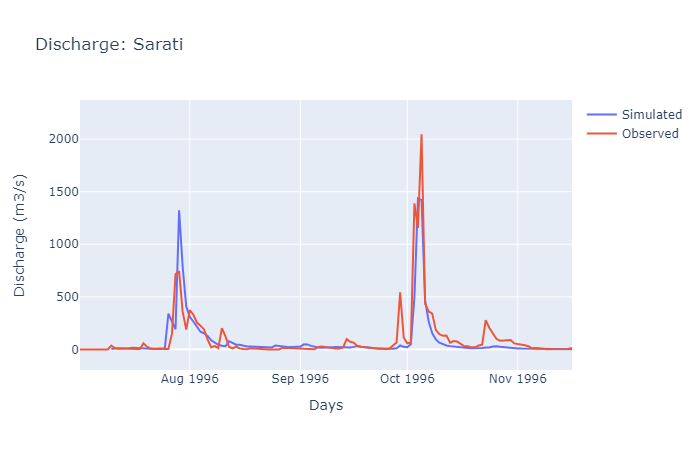 Discharge: Sarati
Simulated
Observed
2000
1500
1000
500
0
Discharge (m3/s)
Aug 1996
Sep 1996
Oct 1996
Nov 1996
Days